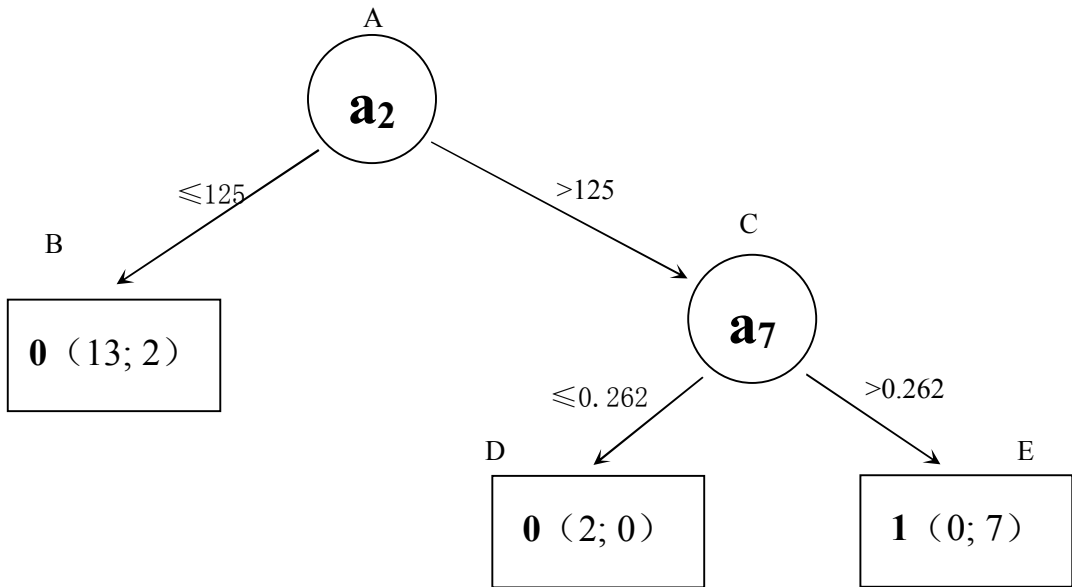 A
a₂
≤125
>125
B
C
0（13; 2）
a₇
≤0.262
>0.262
D
E
0（2; 0）
1（0; 7）